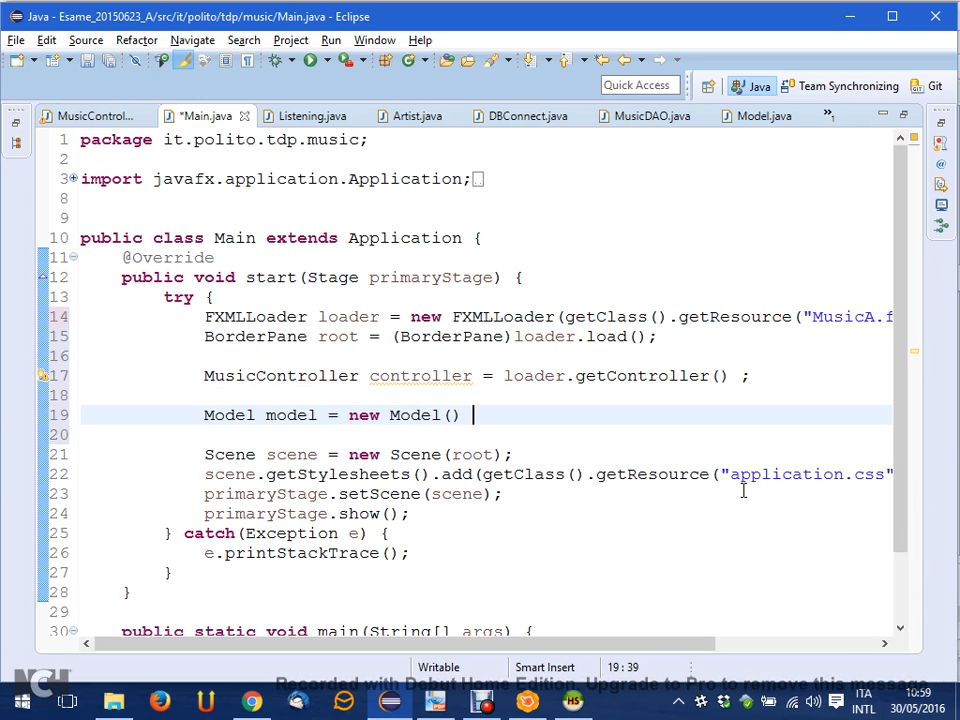 Java - Esame_20150623_A/src/it/polito/tdp/music/Main.java - Eclipse
File Edit Source Refactor Navigate Search Project Run Window Help
Quick Access Java Team Synchronizing Git
MusicControl... *Main.java Listening.java Artist.java DBConnect.java MusicDAO.java Model.java »1
1 package it.polito.tdp.music;
2
3 import javafx.application.Application;
8
9
10 public class Main extends Application {
11 @Override
12 public void start(Stage primaryStage) {
13 try {
14 FXMLLoader loader = new FXMLLoader(getClass().getResource("MusicA.f
15 BorderPane root = (BorderPane)loader.load();
16
17 MusicController controller = loader.getController() ;
18
19 Model model = new Model()
20
21 Scene scene = new Scene(root);
22 scene.getStylesheets().add(getClass().getResource("application.css"
23 primaryStage.setScene(scene);
24 primaryStage.show();
25 } catch(Exception e) {
26 e.printStackTrace();
27 }
28 }
29
30 public static void main(String[] args) {
Writable Smart Insert 19 : 39
NCH
Recorded with Debut Home Edition. Upgrade to Pro to remove this message
ITA 10:59
INTL 30/05/2016